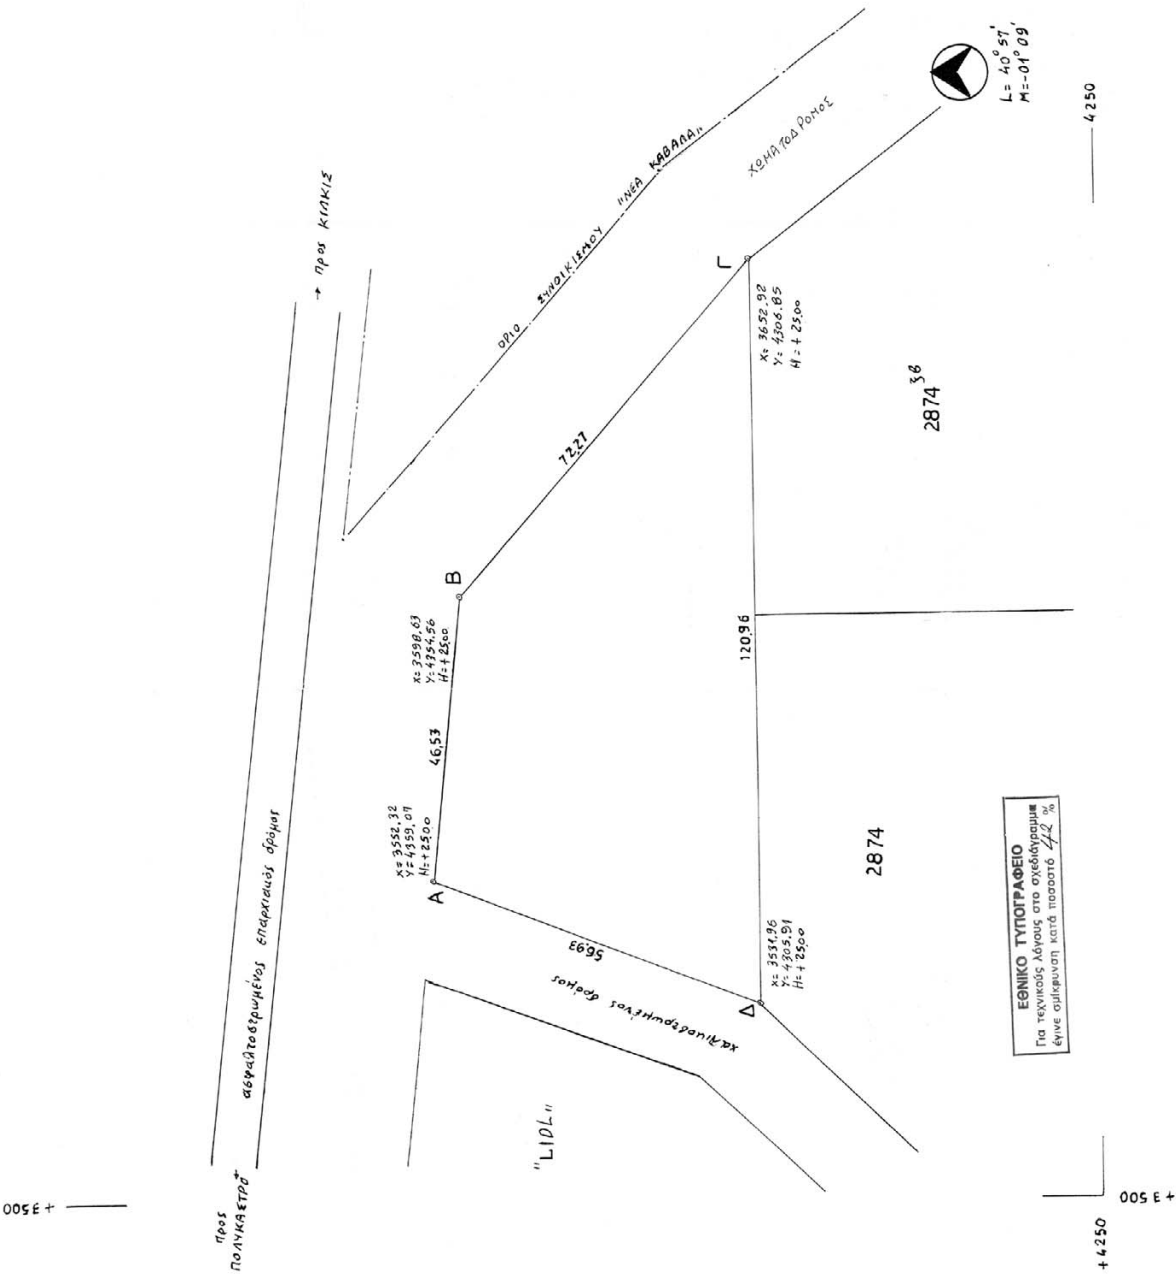 → προς ΚΙΛΚΙΣ
ασφαλτοστρωμένος επαρχιακός δρόμος
προς
ΠΟΛΥΚΑΣΤΡΟ
+ 3500
ΟΡΙΟ ΣΥΝΟΙΚΙΣΜΟΥ "ΝΕΑ ΚΑΒΑΛΑ"
ΧΩΜΑΤΟΔΡΟΜΟΣ
L= 40° 57'
M=-01° 09'
4250
A
X= 3552,32
Y= 4359,07
H=+25,00
46,53
B
X= 3598,63
Y= 4354,56
H=+25,00
72,27
Γ
X= 3652,92
Y= 4306.85
H=+25,00
120,96
Δ
X= 3531,96
Y= 4305,91
H=+25,00
56,93
χαλικοστρωμένος δρόμος
"LIDL"
2874
2874
ΕΘΝΙΚΟ ΤΥΠΟΓΡΑΦΕΙΟ
Για τεχνικούς λόγους στο σχεδιάγραμμα
έγινε σμίκρυνση κατά ποσοστό 42 %
+4250
+3500